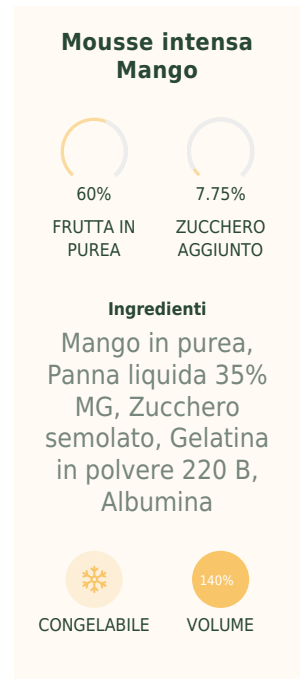 Mousse intensa
Mango
60%
7.75%
FRUTTA IN
PUREA
ZUCCHERO
AGGIUNTO
Ingredienti
Mango in purea,
Panna liquida 35%
MG, Zucchero
semolato, Gelatina
in polvere 220 B,
Albumina
140%
CONGELABILE
VOLUME